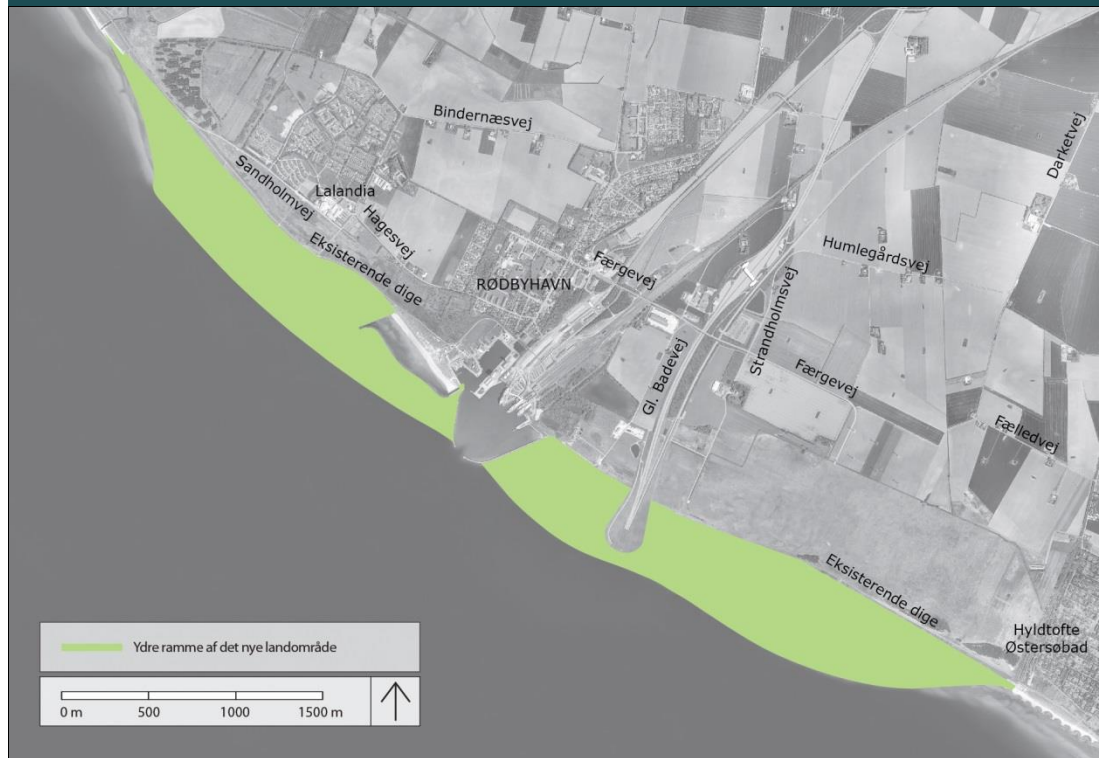 Bindernæsvej
Darketvej
Sandholmvej
Lalandia
Hagesvej
Eksisterende dige
Færgevej
Humlegårdsvej
RØDBYHAVN
Strandholmsvej
Gl. Badevej
Færgevej
Fælledvej
Eksisterende dige
Hyldtofte
Østersøbad
Ydre ramme af det nye landområde
0 m 500 1000 1500 m